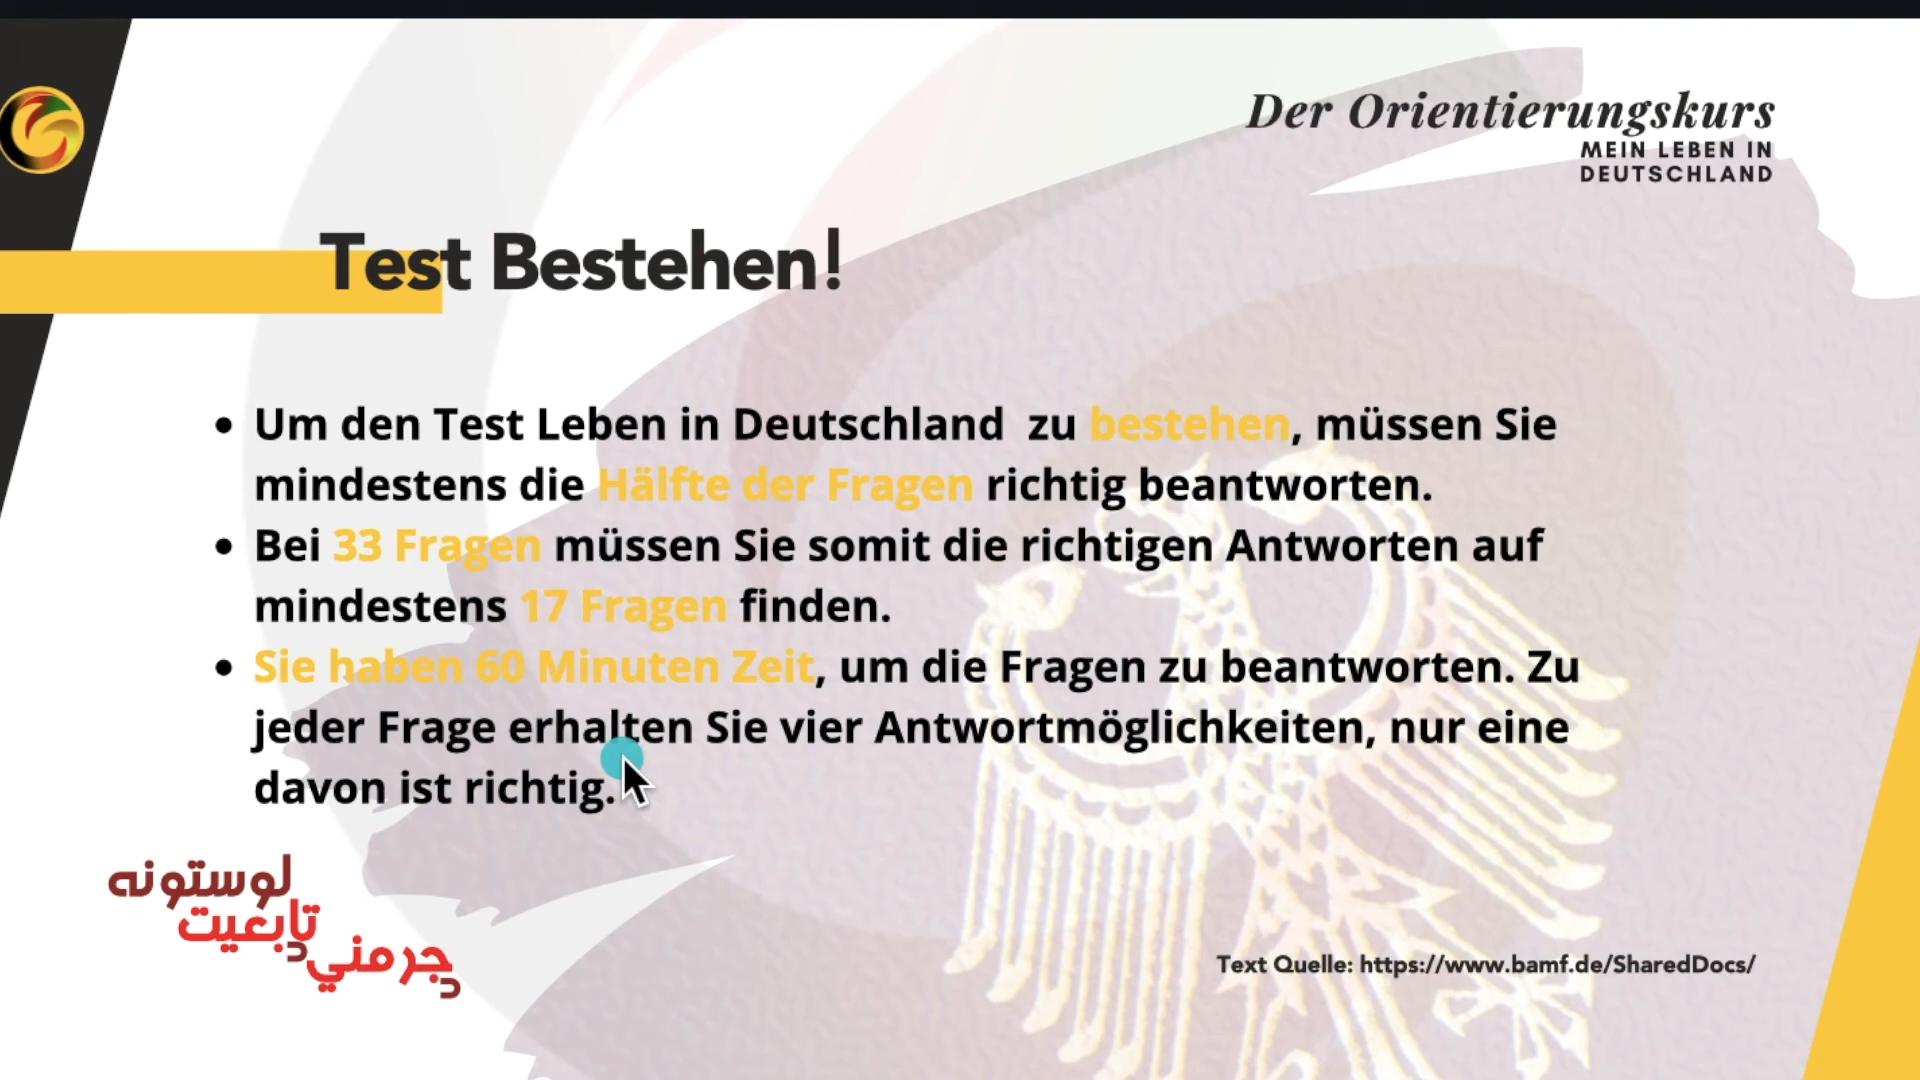 Der Orientierungskurs
MEIN LEBEN IN
DEUTSCHLAND
Test Bestehen!
• Um den Test Leben in Deutschland zu bestehen, müssen Sie
mindestens die Hälfte der Fragen richtig beantworten.
• Bei 33 Fragen müssen Sie somit die richtigen Antworten auf
mindestens 17 Fragen finden.
• Sie haben 60 Minuten Zeit, um die Fragen zu beantworten. Zu
jeder Frage erhalten Sie vier Antwortmöglichkeiten, nur eine
davon ist richtig.
د جرمني
د تابعیت
لوستونه
Text Quelle: https://www.bamf.de/SharedDocs/